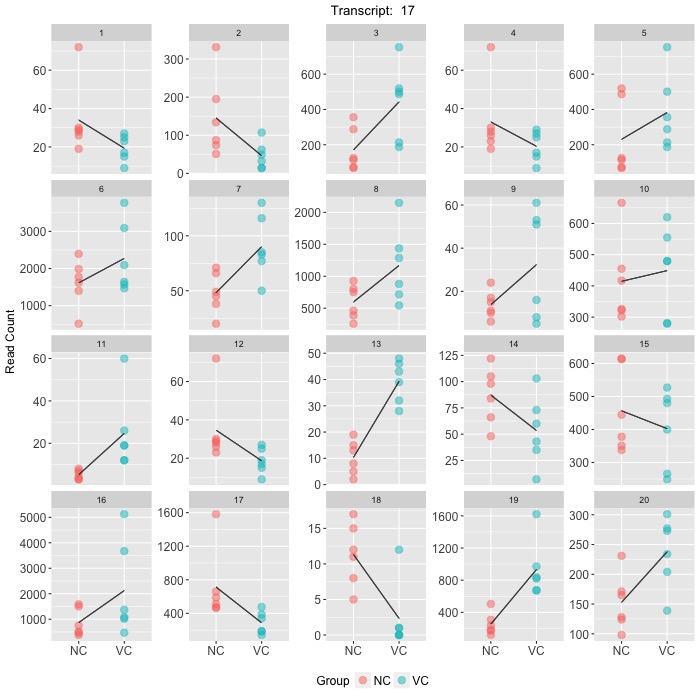 Transcript: 17
1 2 3 4 5
60 300 600 60 600
40 200 400 40 400
20 100 200 20 200
0
6 7 8 9 10
3000 100 2000 60 600
2000 50 1500 40 500
1000 1000 20 400
500 300
Read Count
11 12 13 14 15
60 60 50 125 600
40 40 40 100 500
20 20 30 75 400
20 50 300
10 25
0
16 17 18 19 20
5000 1600 15 1600 300
4000 1200 10 1200 250
3000 800 5 800 200
2000 400 0 400 150
1000 100
NC VC NC VC NC VC NC VC NC VC
Group NC VC